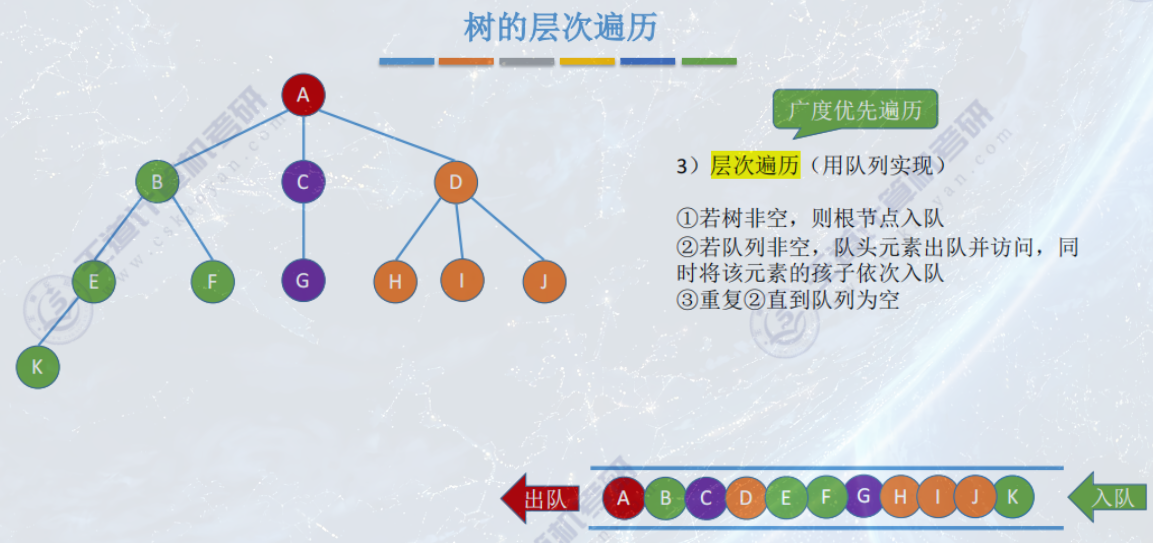 树的层次遍历
A
广度优先遍历
3）层次遍历（用队列实现）
B
C
D
①若树非空，则根节点入队
②若队列非空，队头元素出队并访问，同
时将该元素的孩子依次入队
③重复②直到队列为空
E
F
G
H
I
J
K
出队
A B C D E F G H I J K
入队